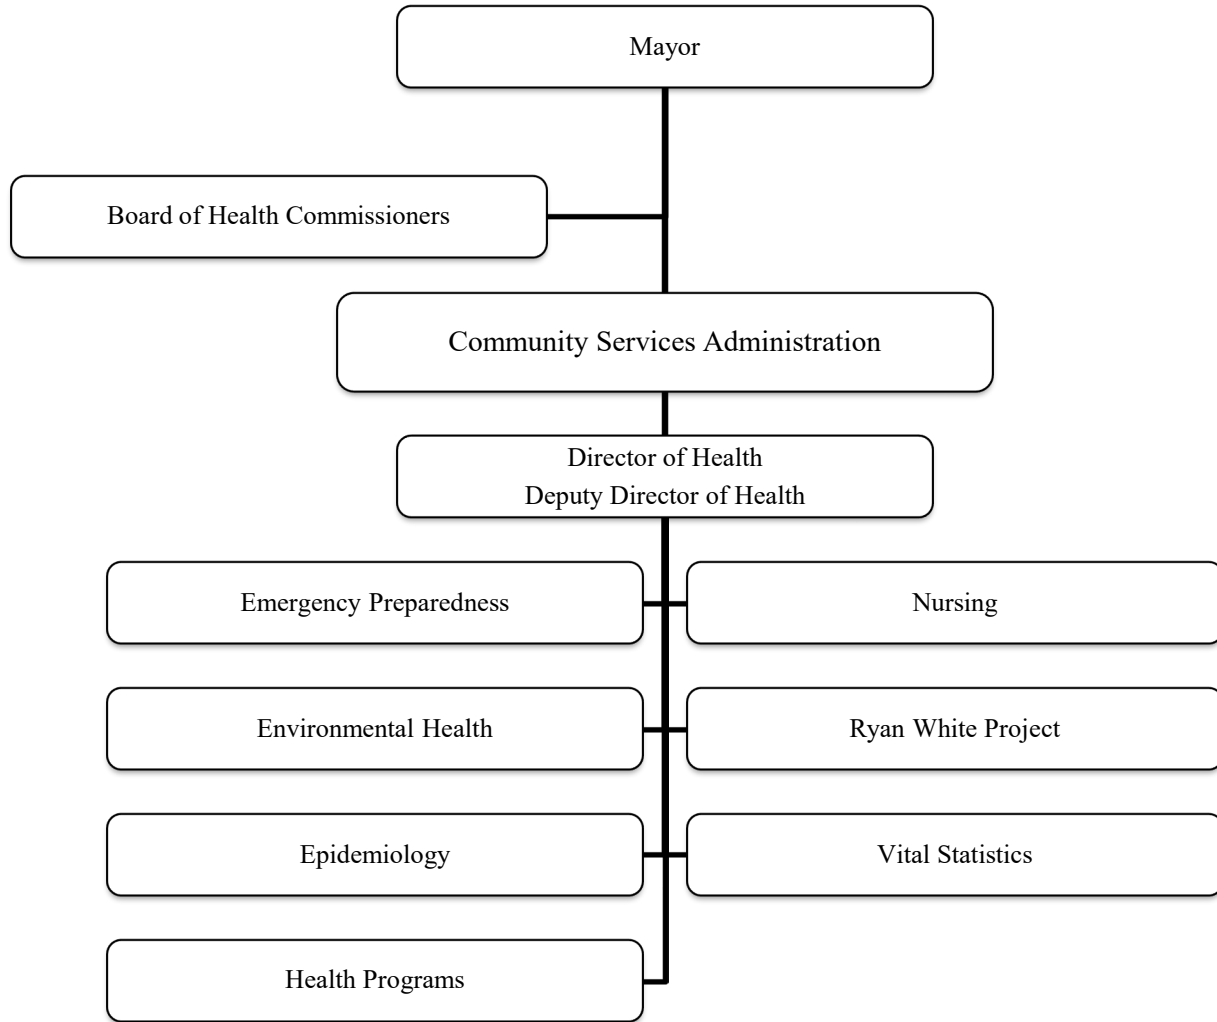 Mayor
Board of Health Commissioners
Community Services Administration
Director of Health
Deputy Director of Health
Emergency Preparedness
Nursing
Environmental Health
Ryan White Project
Epidemiology
Vital Statistics
Health Programs